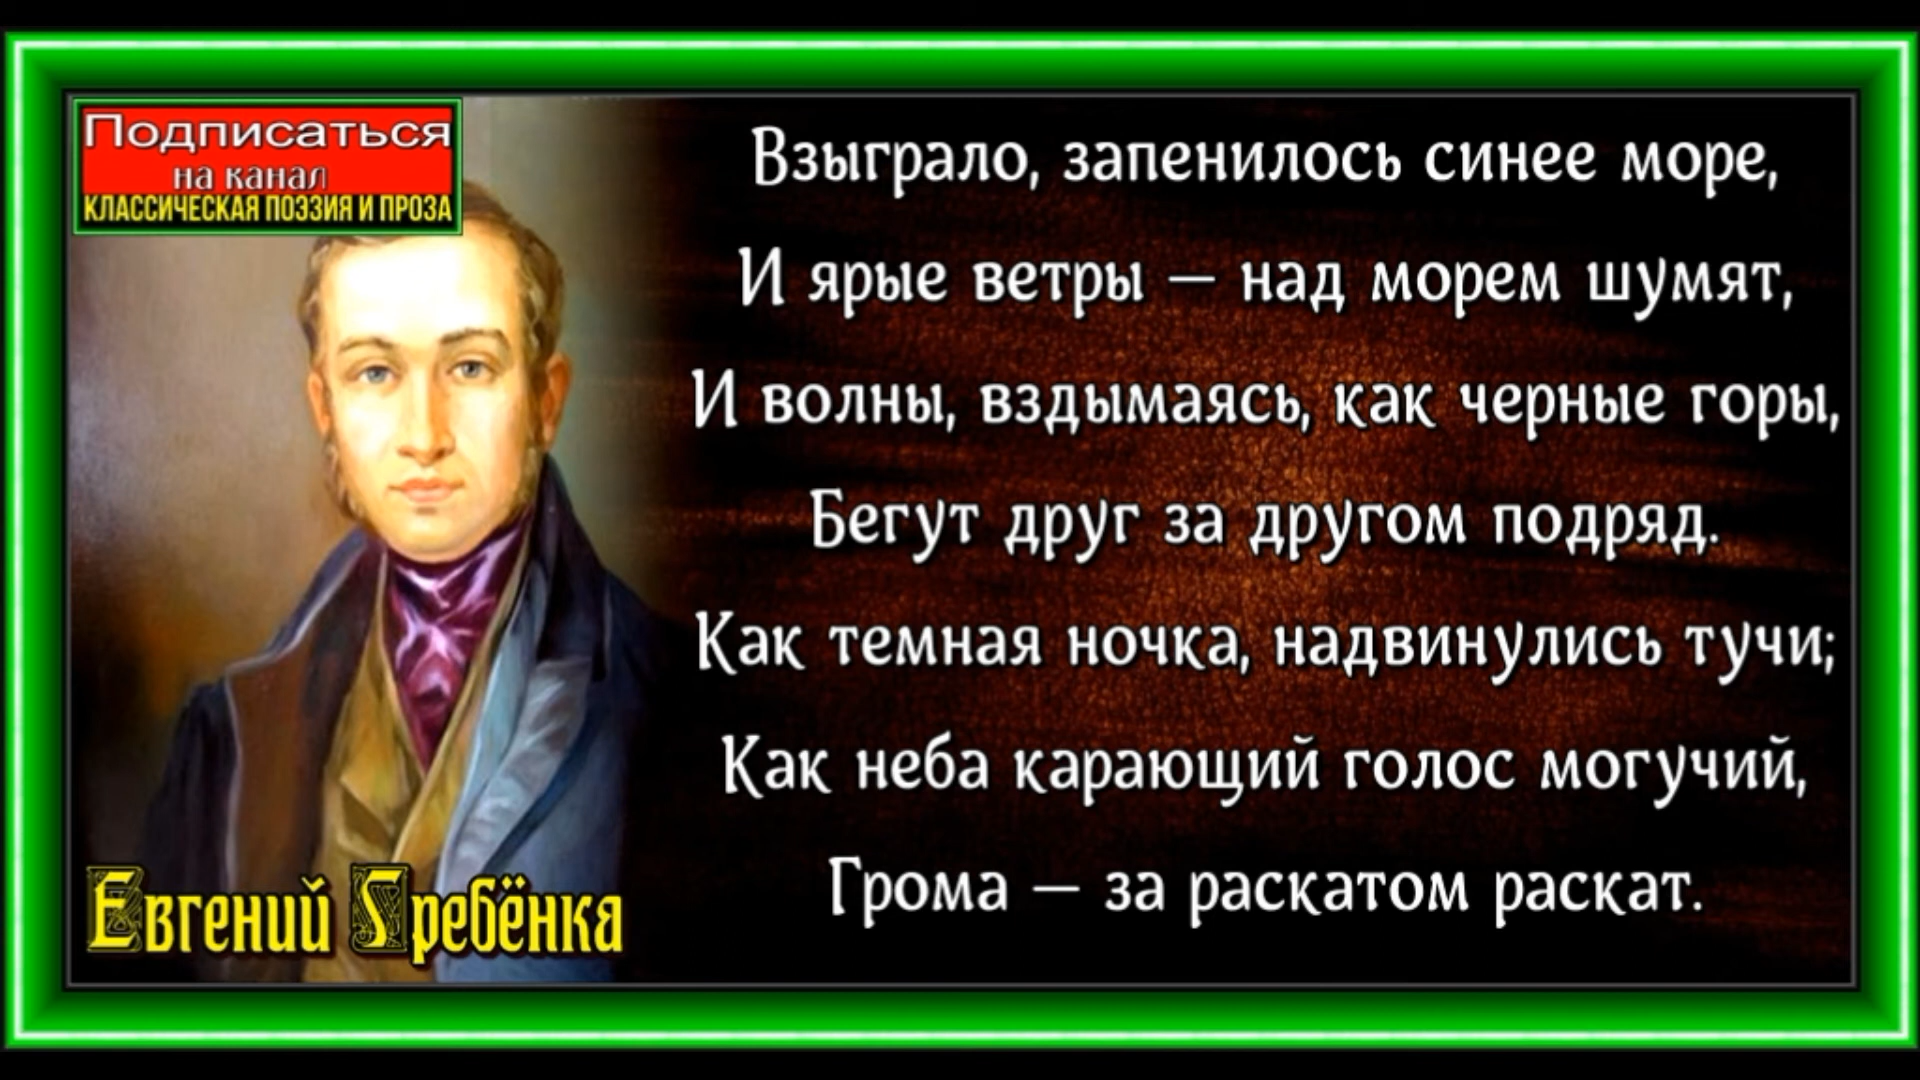 Подписаться
на канал
КЛАССИЧЕСКАЯ ПОЭЗИЯ И ПРОЗА
Взыграло, запенилось синее море,
И ярые ветры — над морем шумят,
И волны, вздымаясь, как черные горы,
Бегут друг за другом подряд.
Как темная ночка, надвинулись тучи;
Как неба карающий голос могучий,
Грома — за раскатом раскат.
Евгений Гребёнка